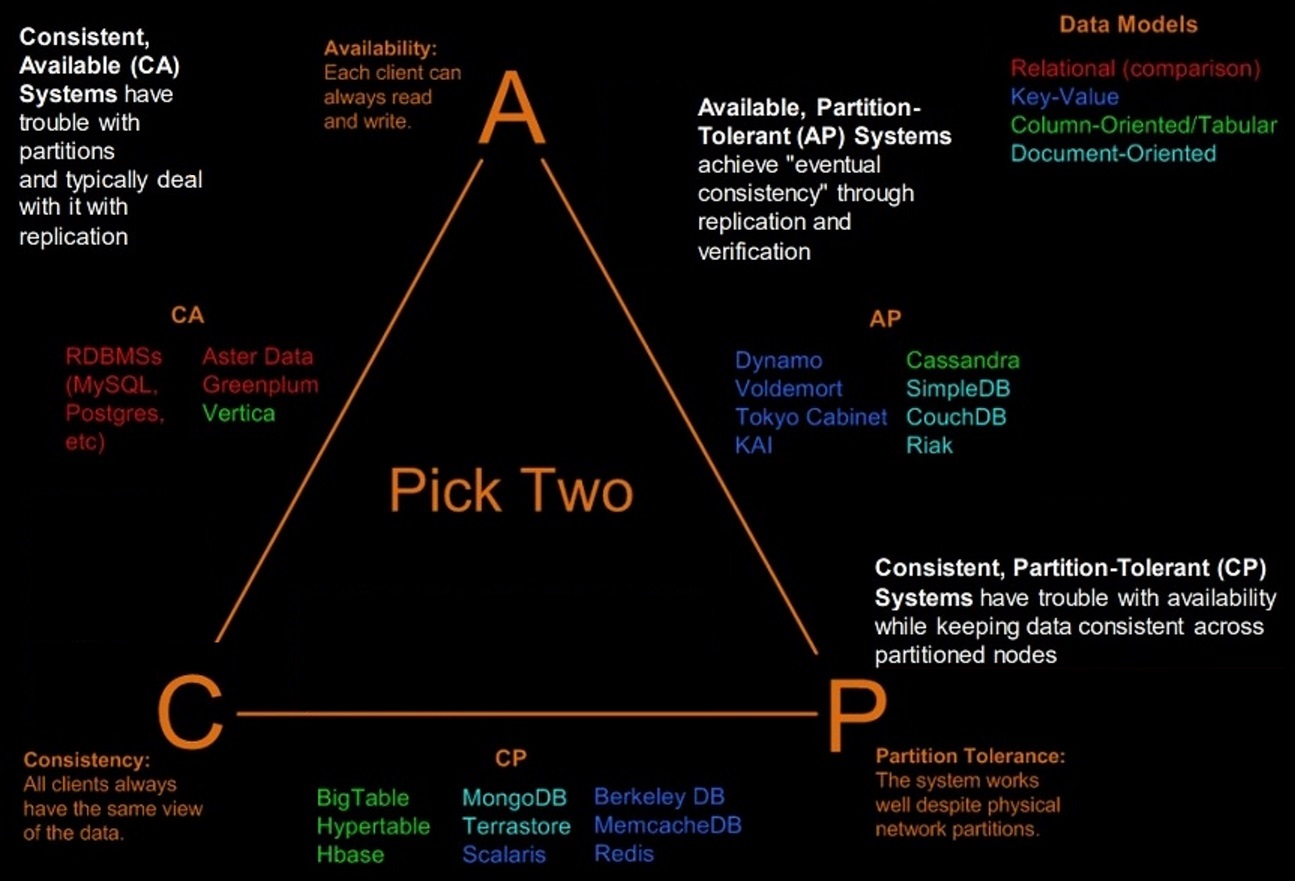 Consistent,
Available (CA)
Systems have
trouble with
partitions
and typically deal
with it with
replication
Availability:
Each client can
always read
and write.
A
Available, Partition-
Tolerant (AP) Systems
achieve "eventual
consistency" through
replication and
verification
Data Models
Relational (comparison)
Key-Value
Column-Oriented/Tabular
Document-Oriented
CA
RDBMSs
(MySQL,
Postgres,
etc)
Aster Data
Greenplum
Vertica
AP
Dynamo
Voldemort
Tokyo Cabinet
KAI
Cassandra
SimpleDB
CouchDB
Riak
Pick Two
Consistent, Partition-Tolerant (CP)
Systems have trouble with availability
while keeping data consistent across
partitioned nodes
C
P
Consistency:
All clients always
have the same view
of the data.
CP
BigTable
Hypertable
Hbase
MongoDB
Terrastore
Scalaris
Berkeley DB
MemcacheDB
Redis
Partition Tolerance:
The system works
well despite physical
network partitions.